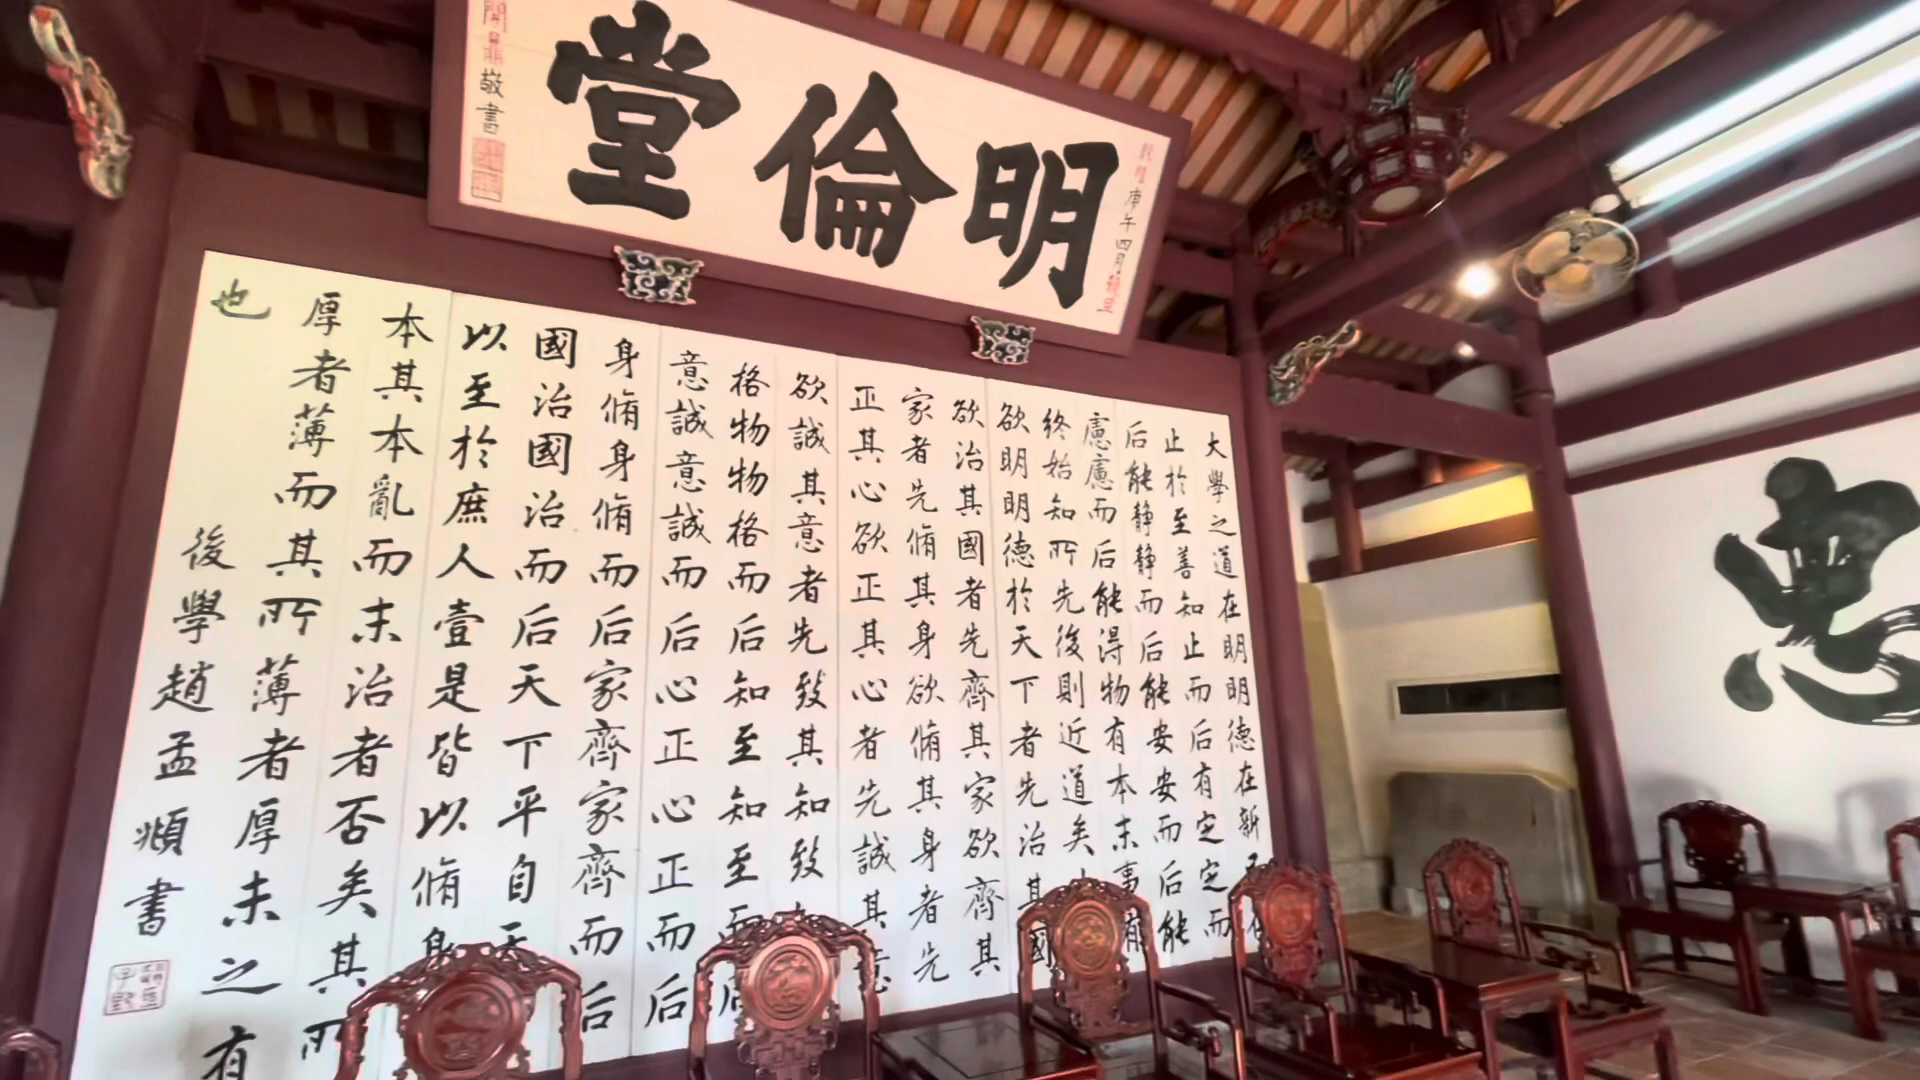 明倫堂
庚午四月穀旦
敬書
大學之道在明明德在新
止於至善知止而后有定定而
后能靜靜而后能安安而后能
慮慮而后能得物有本末事
終始知所先後則近道矣
欲明明德於天下者先治其國
欲治其國者先齊其家欲齊其
家者先脩其身欲脩其身者先
正其心欲正其心者先誠其意
欲誠其意者先致其知致
格物物格而后知至知至而后
意誠意誠而后心正心正而后
身脩身脩而后家齊家齊而后
國治國治而后天下平自天
以至於庶人壹是皆以脩身
本其本亂而末治者否矣其所
厚者薄而其所薄者厚未之有
也
後學趙孟頫書
忠